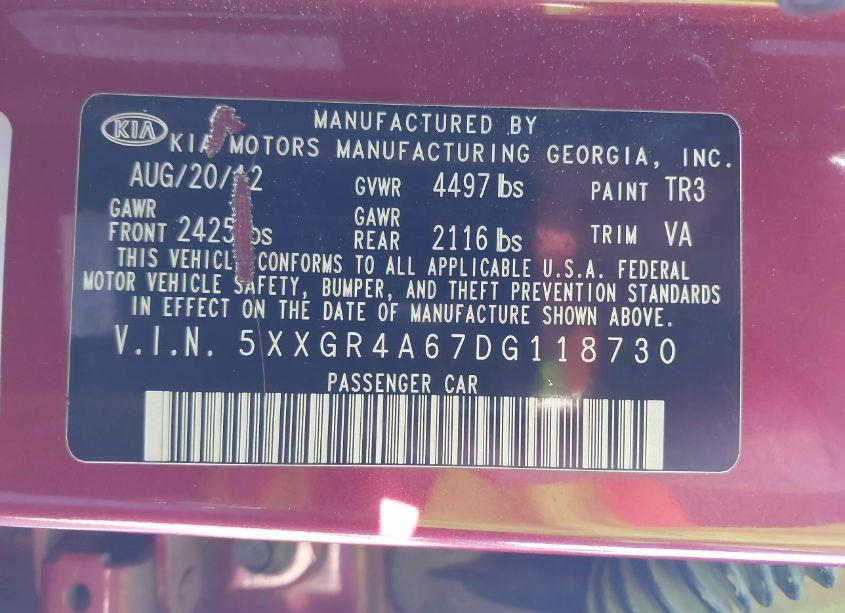 MANUFACTURED BY
KIA KIA MOTORS MANUFACTURING GEORGIA, INC.
AUG/20/12 GVWR 4497 lbs PAINT TR3
GAWR FRONT 2425 lbs GAWR REAR 2116 lbs TRIM VA
THIS VEHICLE CONFORMS TO ALL APPLICABLE U.S.A. FEDERAL
MOTOR VEHICLE SAFETY, BUMPER, AND THEFT PREVENTION STANDARDS
IN EFFECT ON THE DATE OF MANUFACTURE SHOWN ABOVE.
V.I.N. 5XXGR4A67DG118730
PASSENGER CAR